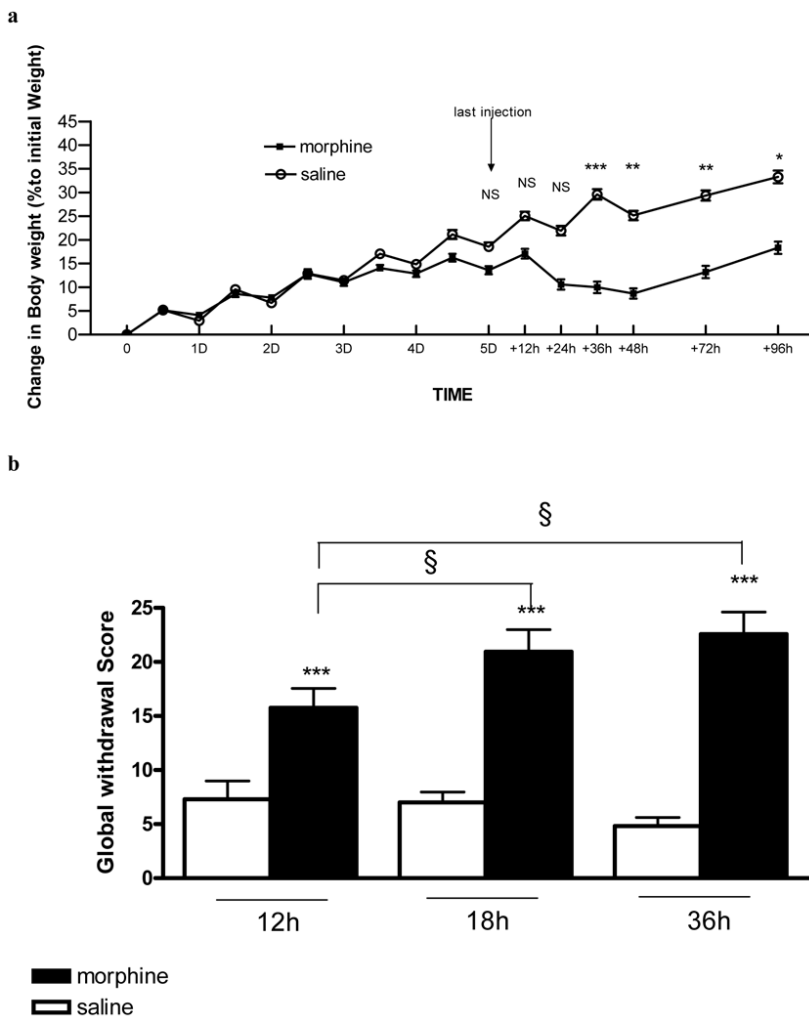 a
Change in Body weight (%to initial Weight)
45
40
35
30
25
20
15
10
5
0
last injection
morphine
saline
NS
NS
NS
***
**
**
*
0
1D
2D
3D
4D
5D
+12h
+24h
+36h
+48h
+72h
+96h
TIME
b
Global withdrawal Score
25
20
15
10
5
0
§
§
***
***
***
12h
18h
36h
morphine
saline